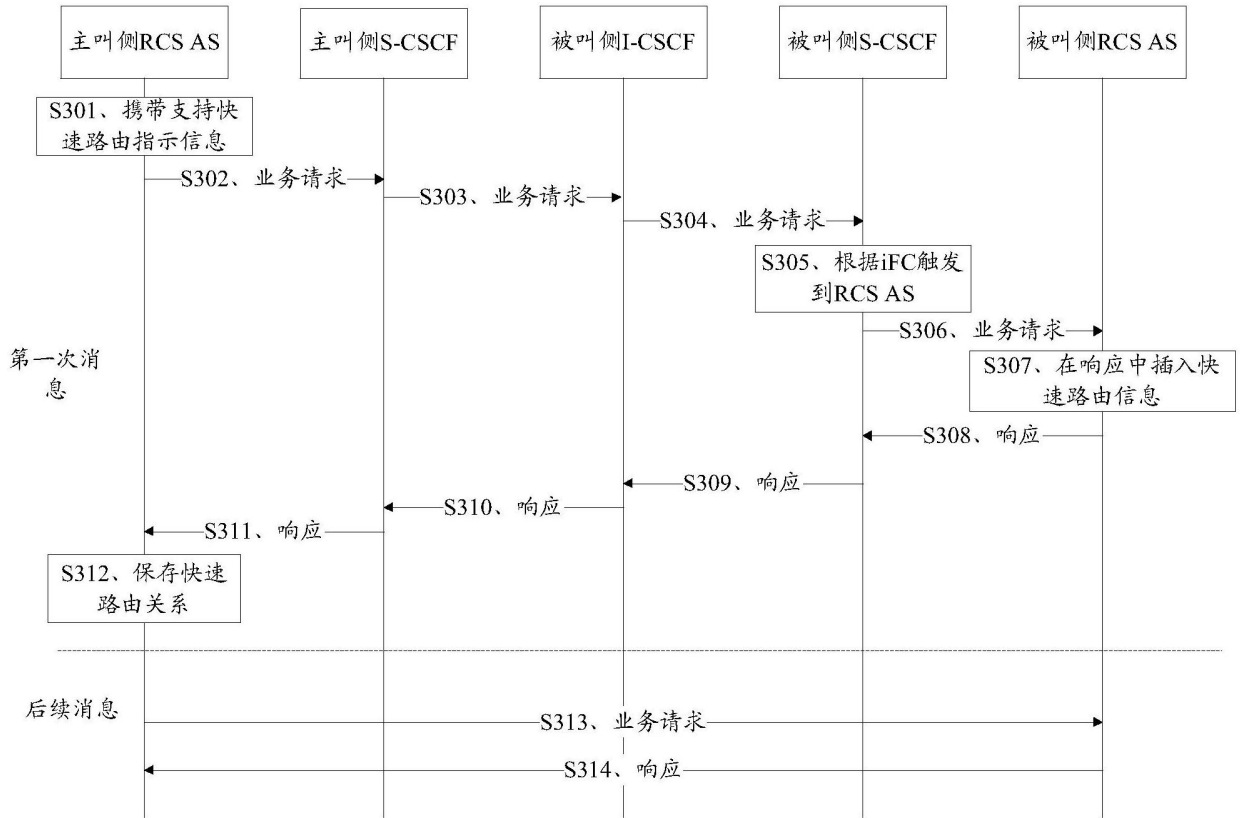 主叫侧RCS AS
主叫侧S-CSCF
被叫侧I-CSCF
被叫侧S-CSCF
被叫侧RCS AS
S301、携带支持快
速路由指示信息
S302、业务请求
S303、业务请求
S304、业务请求
S305、根据iFC触发
到RCS AS
S306、业务请求
第一次消
息
S307、在响应中插入快
速路由信息
S308、响应
S309、响应
S310、响应
S311、响应
S312、保存快速
路由关系
后续消息
S313、业务请求
S314、响应